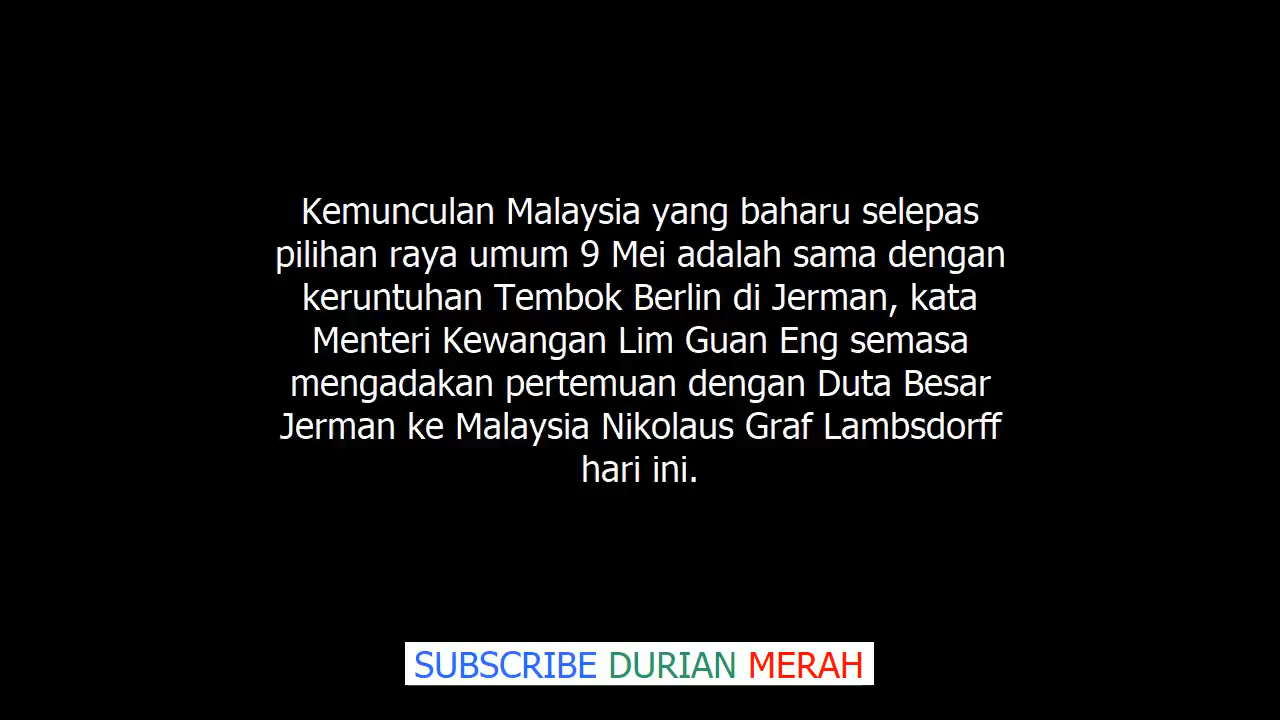 Kemunculan Malaysia yang baharu selepas
pilihan raya umum 9 Mei adalah sama dengan
keruntuhan Tembok Berlin di Jerman, kata
Menteri Kewangan Lim Guan Eng semasa
mengadakan pertemuan dengan Duta Besar
Jerman ke Malaysia Nikolaus Graf Lambsdorff
hari ini.
SUBSCRIBE DURIAN MERAH